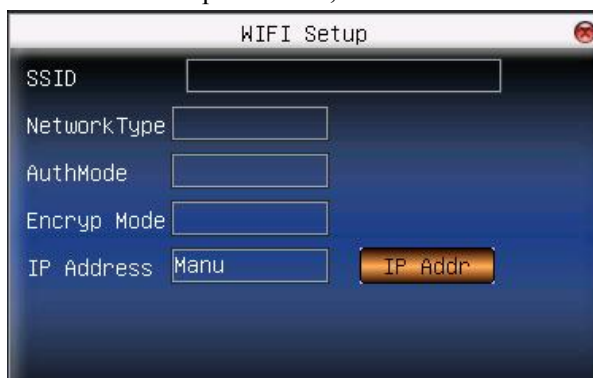 WIFI Setup
SSID
NetworkType
AuthMode
Encryp Mode
IP Address Manu IP Addr